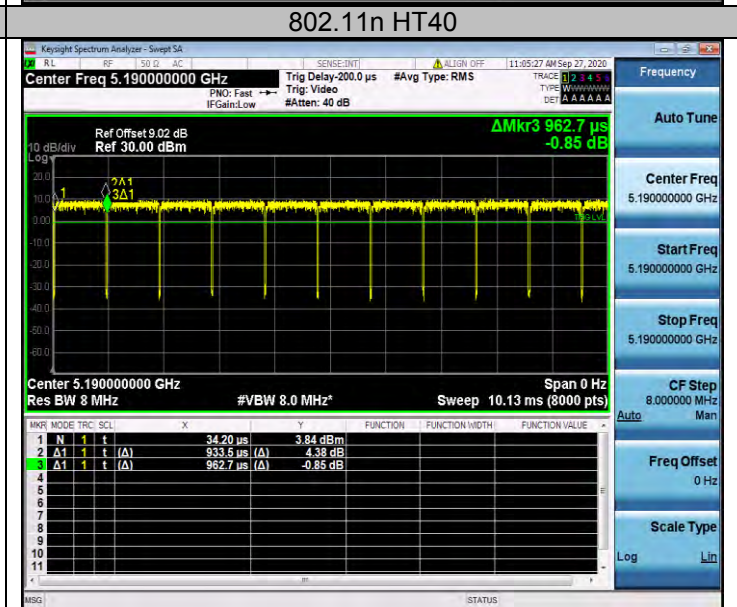 802.11n HT40
Keysight Spectrum Analyzer - Swept SA
RL RF 50 Ω AC SENSE:INT ALIGN OFF 11:05:27 AM Sep 27, 2020
Center Freq 5.190000000 GHz
PNO: Fast
IFGain:Low
Trig Delay-200.0 µs
Trig: Video
#Atten: 40 dB
#Avg Type: RMS
TRACE 1 2 3 4 5 6
TYPE
DET A A A A A A
ΔMkr3 962.7 µs
-0.85 dB
Ref Offset 9.02 dB
10 dB/div Ref 30.00 dBm
Log
20.0
10.0
0.00
-10.0
-20.0
-30.0
-40.0
-50.0
-60.0
1
2Δ1
3Δ1
TRIG LVL
Center 5.190000000 GHz Span 0 Hz
Res BW 8 MHz #VBW 8.0 MHz* Sweep 10.13 ms (8000 pts)
MKR MODE TRC SCL X Y FUNCTION FUNCTION WIDTH FUNCTION VALUE
1 N 1 t 34.20 µs 3.84 dBm
2 Δ1 1 t (Δ) 933.5 µs (Δ) 4.38 dB
3 Δ1 1 t (Δ) 962.7 µs (Δ) -0.85 dB
4
5
6
7
8
9
10
11
MSG STATUS
Frequency
Auto Tune
Center Freq
5.190000000 GHz
Start Freq
5.190000000 GHz
Stop Freq
5.190000000 GHz
CF Step
8.000000 MHz
Auto Man
Freq Offset
0 Hz
Scale Type
Log Lin